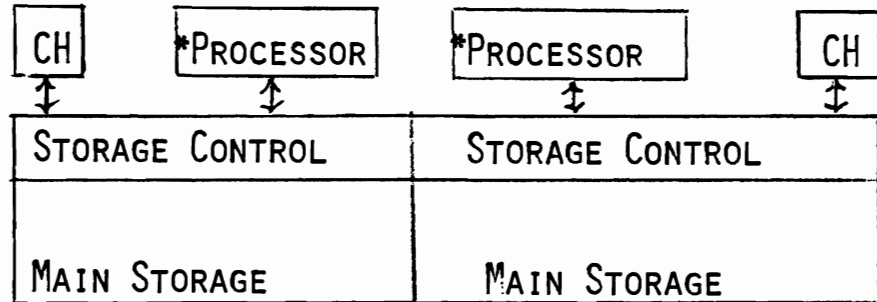 CH *PROCESSOR *PROCESSOR CH
STORAGE CONTROL STORAGE CONTROL
MAIN STORAGE MAIN STORAGE